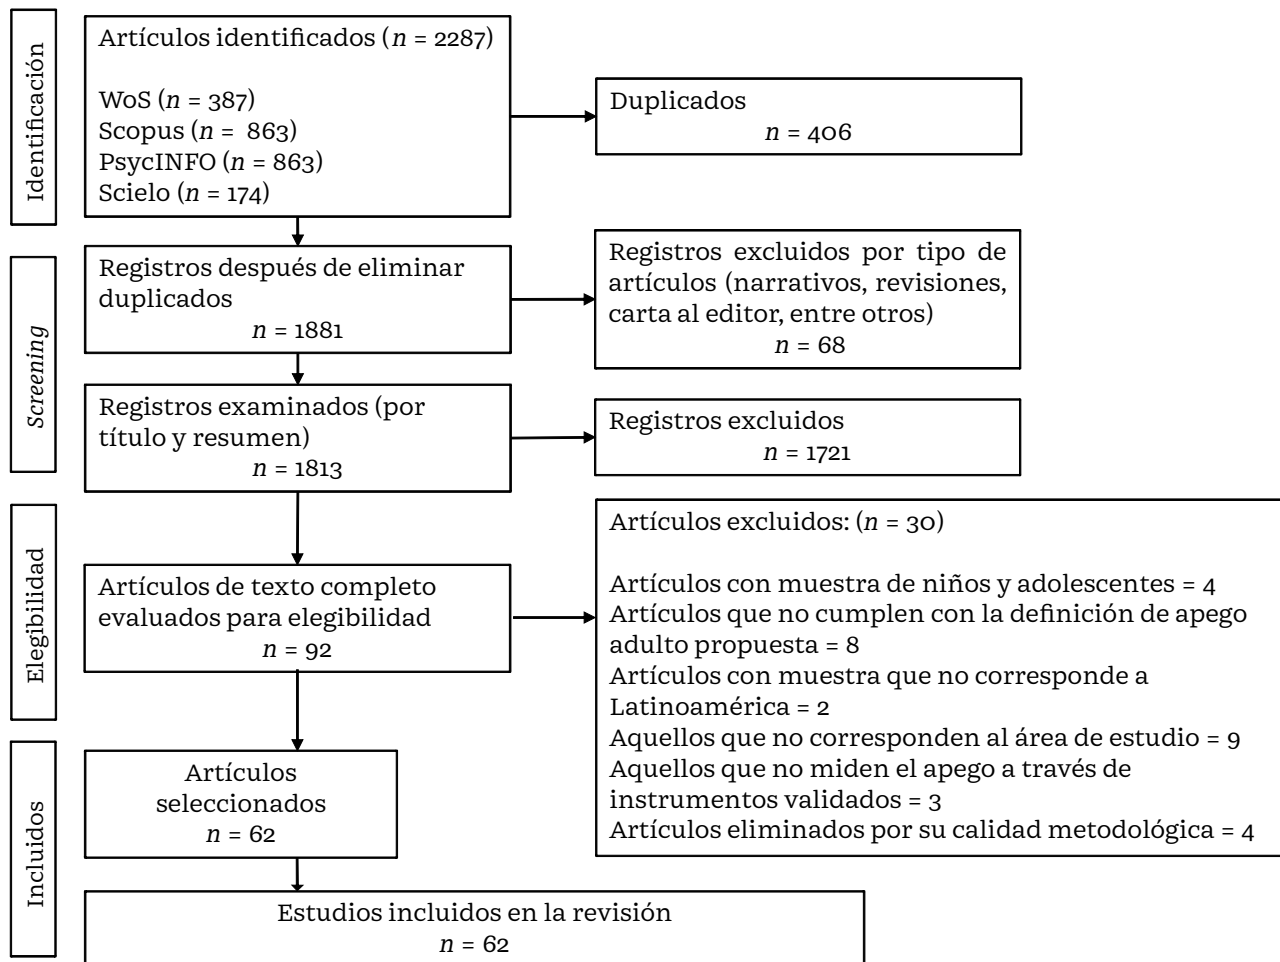 Identificación
Artículos identificados (n = 2287)
WoS (n = 387)
Scopus (n = 863)
PsycINFO (n = 863)
Scielo (n = 174)
Duplicados
n = 406
Screening
Registros después de eliminar
duplicados
n = 1881
Registros excluidos por tipo de
artículos (narrativos, revisiones,
carta al editor, entre otros)
n = 68
Registros examinados (por
título y resumen)
n = 1813
Registros excluidos
n = 1721
Elegibilidad
Artículos de texto completo
evaluados para elegibilidad
n = 92
Artículos excluidos: (n = 30)
Artículos con muestra de niños y adolescentes = 4
Artículos que no cumplen con la definición de apego
adulto propuesta = 8
Artículos con muestra que no corresponde a
Latinoamérica = 2
Aquellos que no corresponden al área de estudio = 9
Aquellos que no miden el apego a través de
instrumentos validados = 3
Artículos eliminados por su calidad metodológica = 4
Incluidos
Artículos
seleccionados
n = 62
Estudios incluidos en la revisión
n = 62